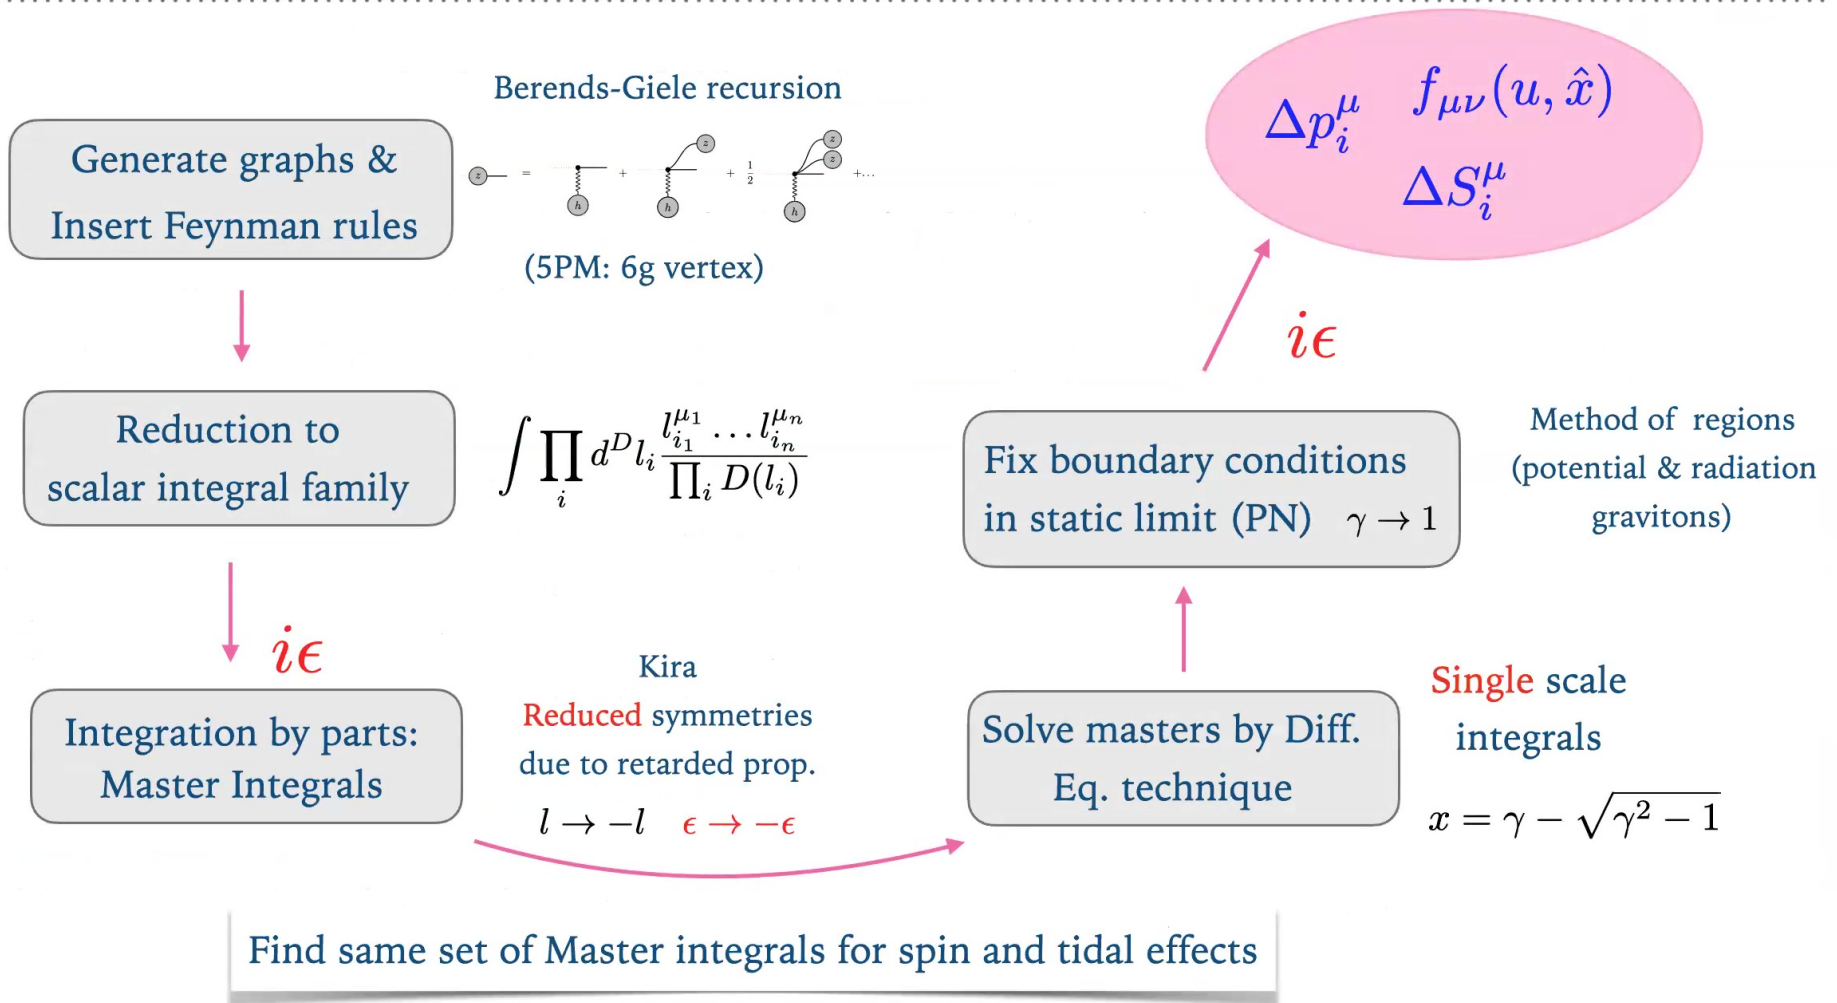 Berends-Giele recursion
Generate graphs &
Insert Feynman rules
z = h + z h + 1/2 z z h +...
(5PM: 6g vertex)
Reduction to
scalar integral family
∫ ∏_i d^D l_i (l_{i_1}^{μ_1} … l_{i_n}^{μ_n}) / (∏_i D(l_i))
iϵ
Integration by parts:
Master Integrals
Kira
Reduced symmetries
due to retarded prop.
l → −l ϵ → −ϵ
Solve masters by Diff.
Eq. technique
Single scale
integrals
x = γ − √(γ² − 1)
Fix boundary conditions
in static limit (PN) γ → 1
Method of regions
(potential & radiation
gravitons)
iϵ
Δp_i^μ f_{μν}(u, x̂)
ΔS_i^μ
Find same set of Master integrals for spin and tidal effects